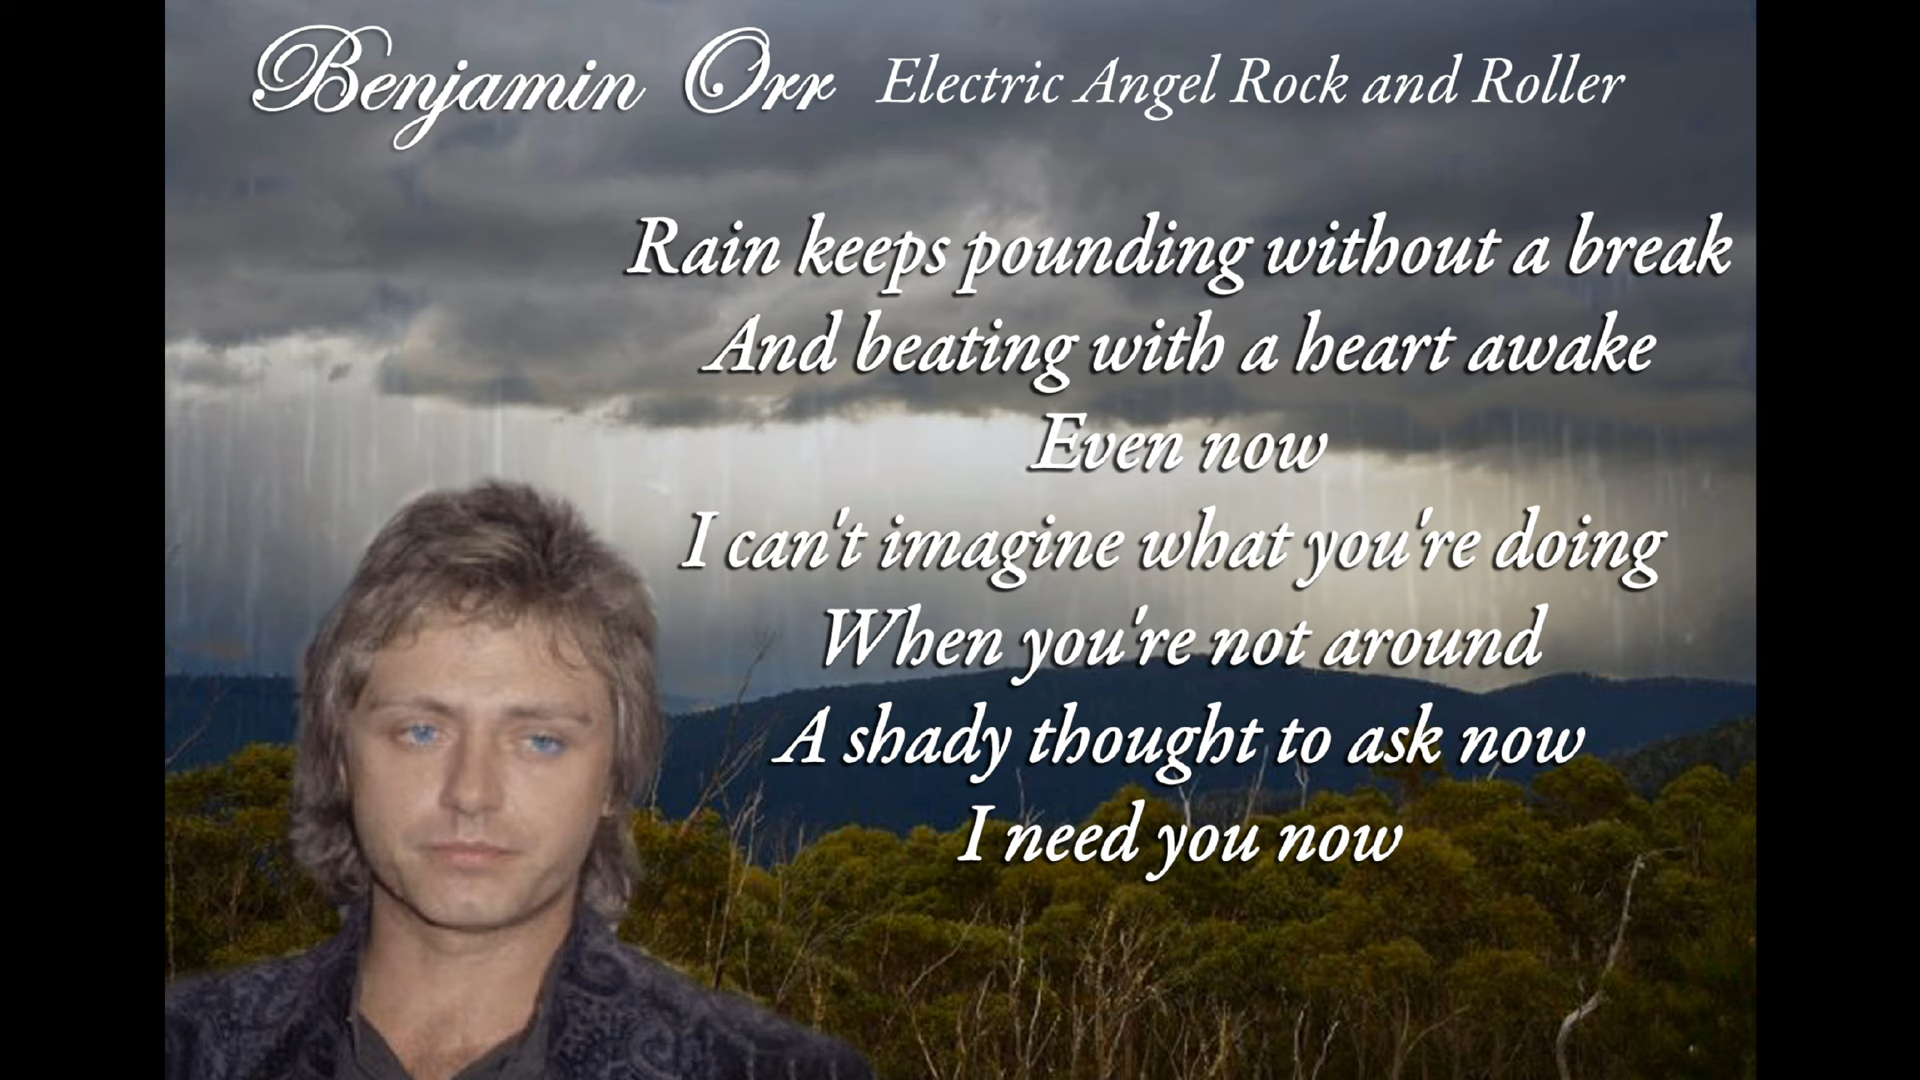 Benjamin Orr Electric Angel Rock and Roller
Rain keeps pounding without a break
And beating with a heart awake
Even now
I can't imagine what you're doing
When you're not around
A shady thought to ask now
I need you now